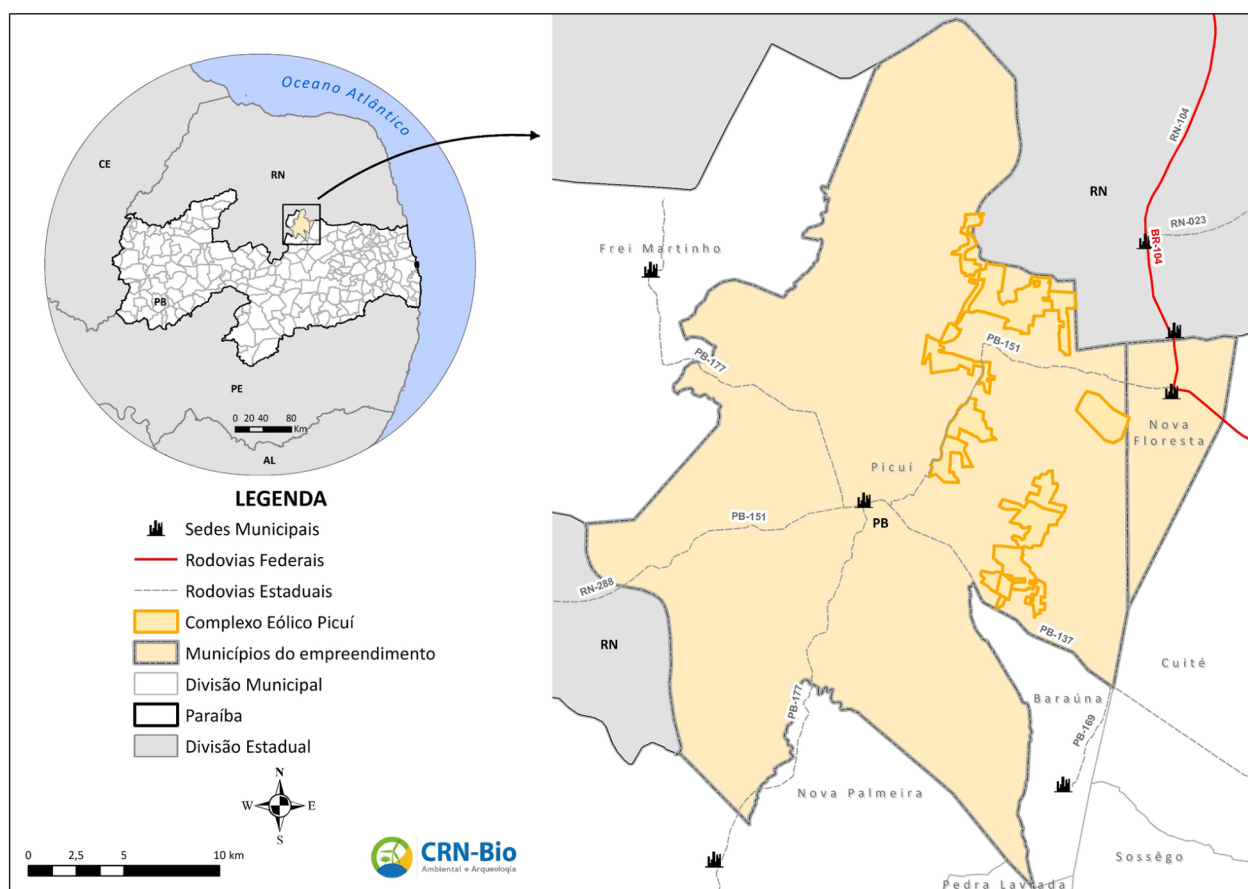 Oceano Atlântico
CE
RN
PB
PE
AL
0 20 40 80
Km
LEGENDA
Sedes Municipais
Rodovias Federais
Rodovias Estaduais
Complexo Eólico Picuí
Municípios do empreendimento
Divisão Municipal
Paraíba
Divisão Estadual
N
W E
S
0 2,5 5 10 km
CRN-Bio
Ambiental e Arqueologia
RN-104
RN
RN-023
BR-104
Frei Martinho
PB-177
PB-151
Nova
Floresta
Picuí
PB-151
PB
RN-288
RN
PB-137
Cuité
PB-177
Baraúna
PB-169
Nova Palmeira
Sossêgo
Pedra Lavrada